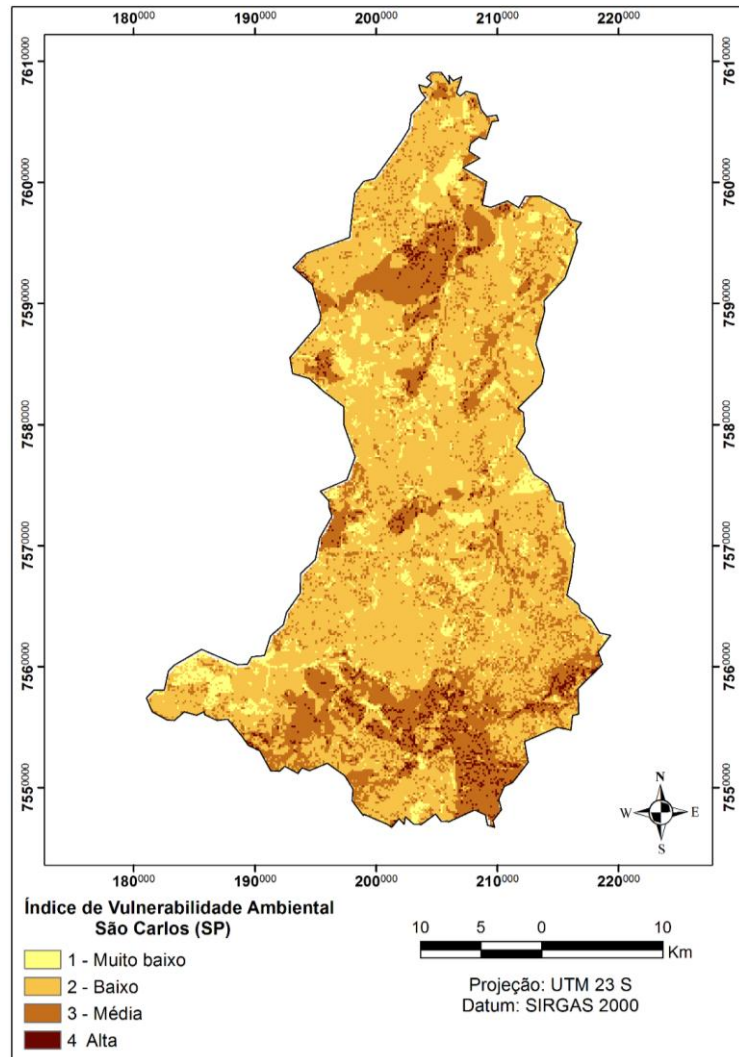 180000 190000 200000 210000 220000
7610000
7600000
7590000
7580000
7570000
7560000
7550000
7610000
7600000
7590000
7580000
7570000
7560000
7550000
N
W E
S
180000 190000 200000 210000 220000
Índice de Vulnerabilidade Ambiental
São Carlos (SP)
1 - Muito baixo
2 - Baixo
3 - Média
4 Alta
10 5 0 10
Km
Projeção: UTM 23 S
Datum: SIRGAS 2000